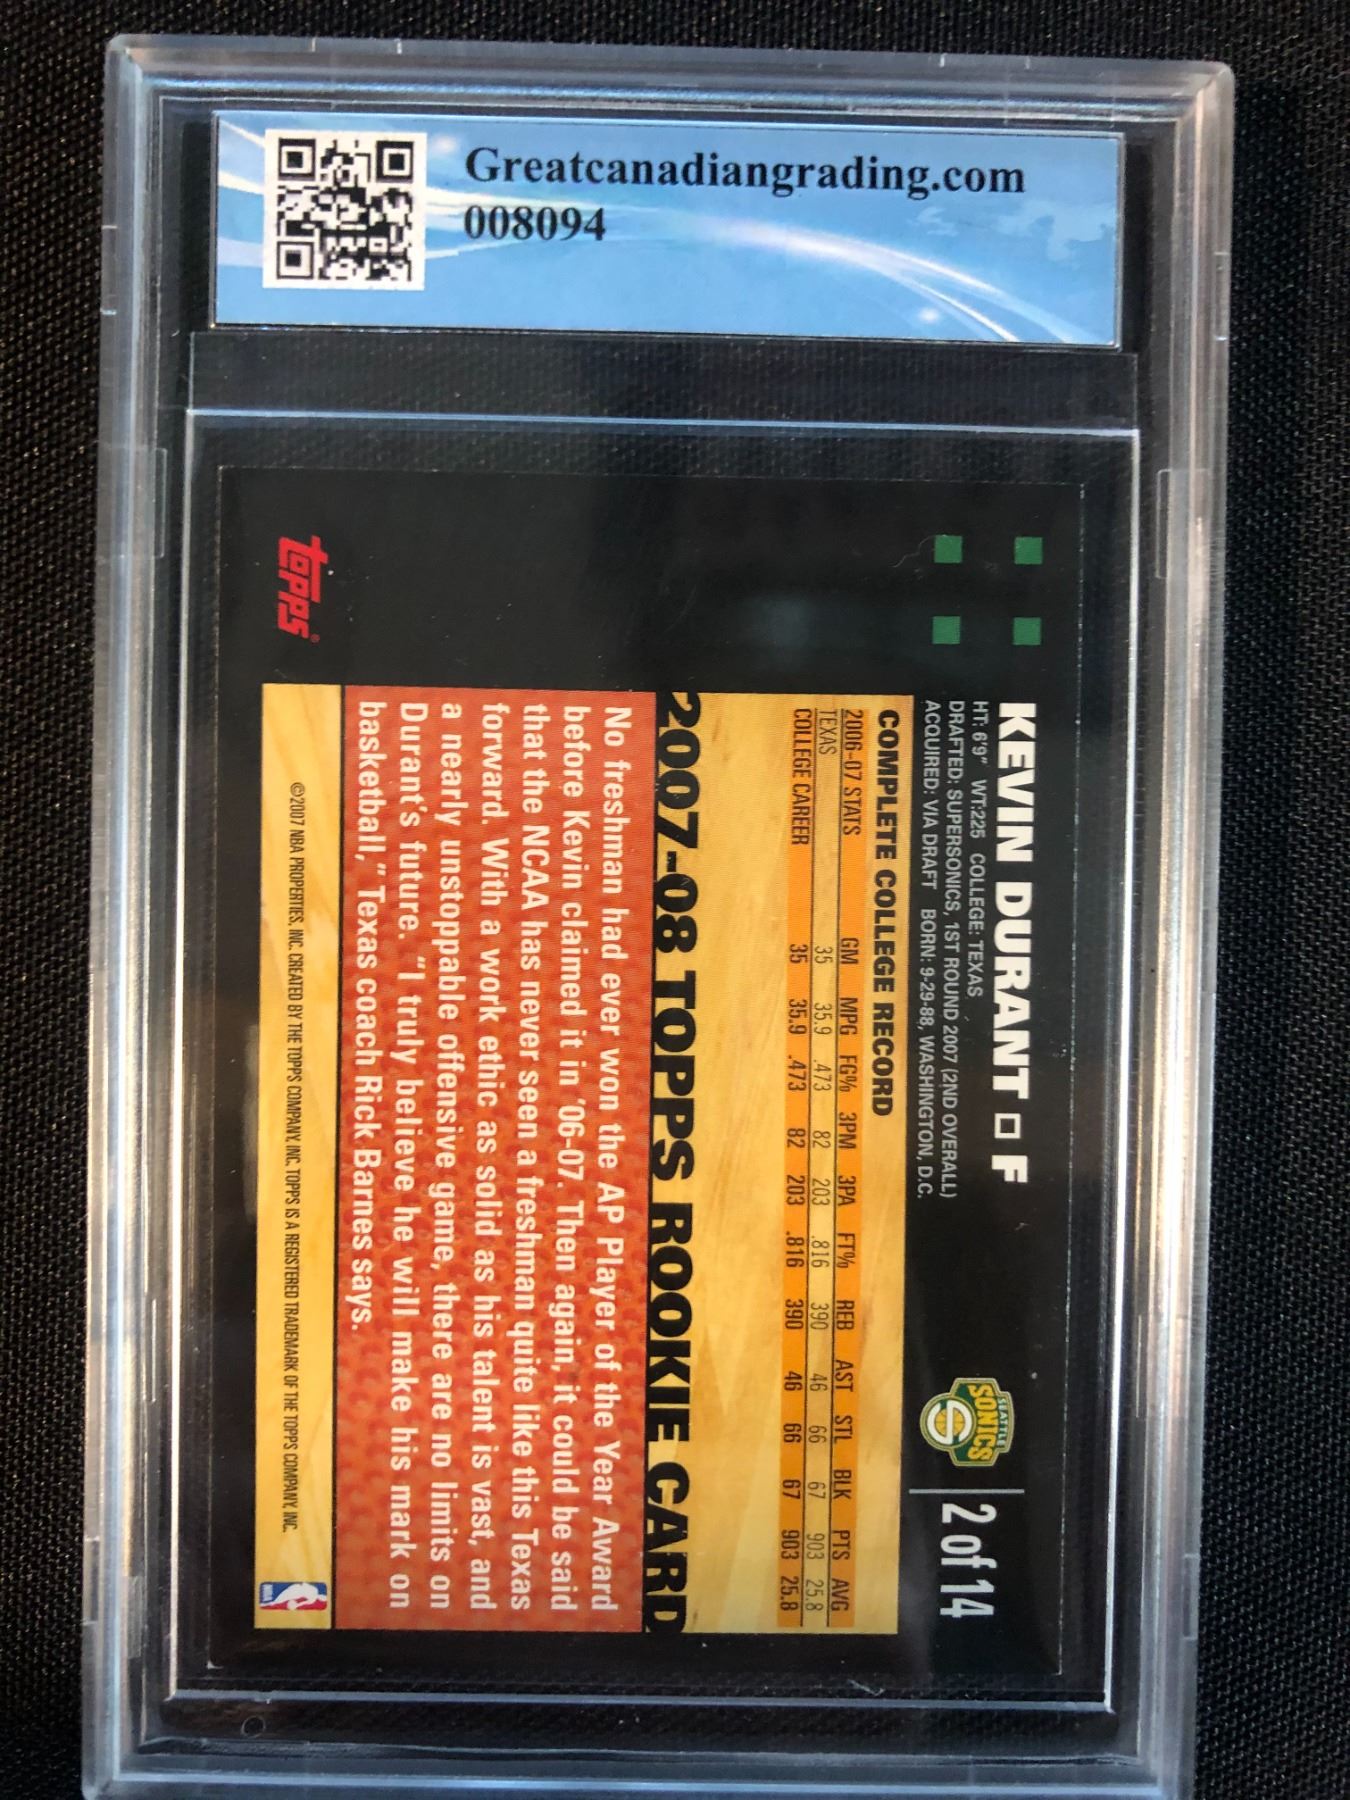 Greatcanadiangrading.com
008094
KEVIN DURANT □ F
HT: 6'9" WT:225 COLLEGE: TEXAS
DRAFTED: SUPERSONICS, 1ST ROUND 2007 (2ND OVERALL)
ACQUIRED: VIA DRAFT BORN: 9-29-88, WASHINGTON, D.C.
SEATTLE
SONICS
2 of 14
COMPLETE COLLEGE RECORD
2006-07 STATS GM MPG FG% 3PM 3PA FT% REB AST STL BLK PTS AVG
TEXAS 35 35.9 .473 82 203 .816 390 46 66 67 903 25.8
COLLEGE CAREER 35 35.9 .473 82 203 .816 390 46 66 67 903 25.8
2007-08 TOPPS ROOKIE CARD
No freshman had ever won the AP Player of the Year Award
before Kevin claimed it in '06-07. Then again, it could be said
that the NCAA has never seen a freshman quite like this Texas
forward. With a work ethic as solid as his talent is vast, and
a nearly unstoppable offensive game, there are no limits on
Durant's future. "I truly believe he will make his mark on
basketball," Texas coach Rick Barnes says.
topps®
©2007 NBA PROPERTIES, INC. CREATED BY THE TOPPS COMPANY, INC. TOPPS IS A REGISTERED TRADEMARK OF THE TOPPS COMPANY, INC.
NBA